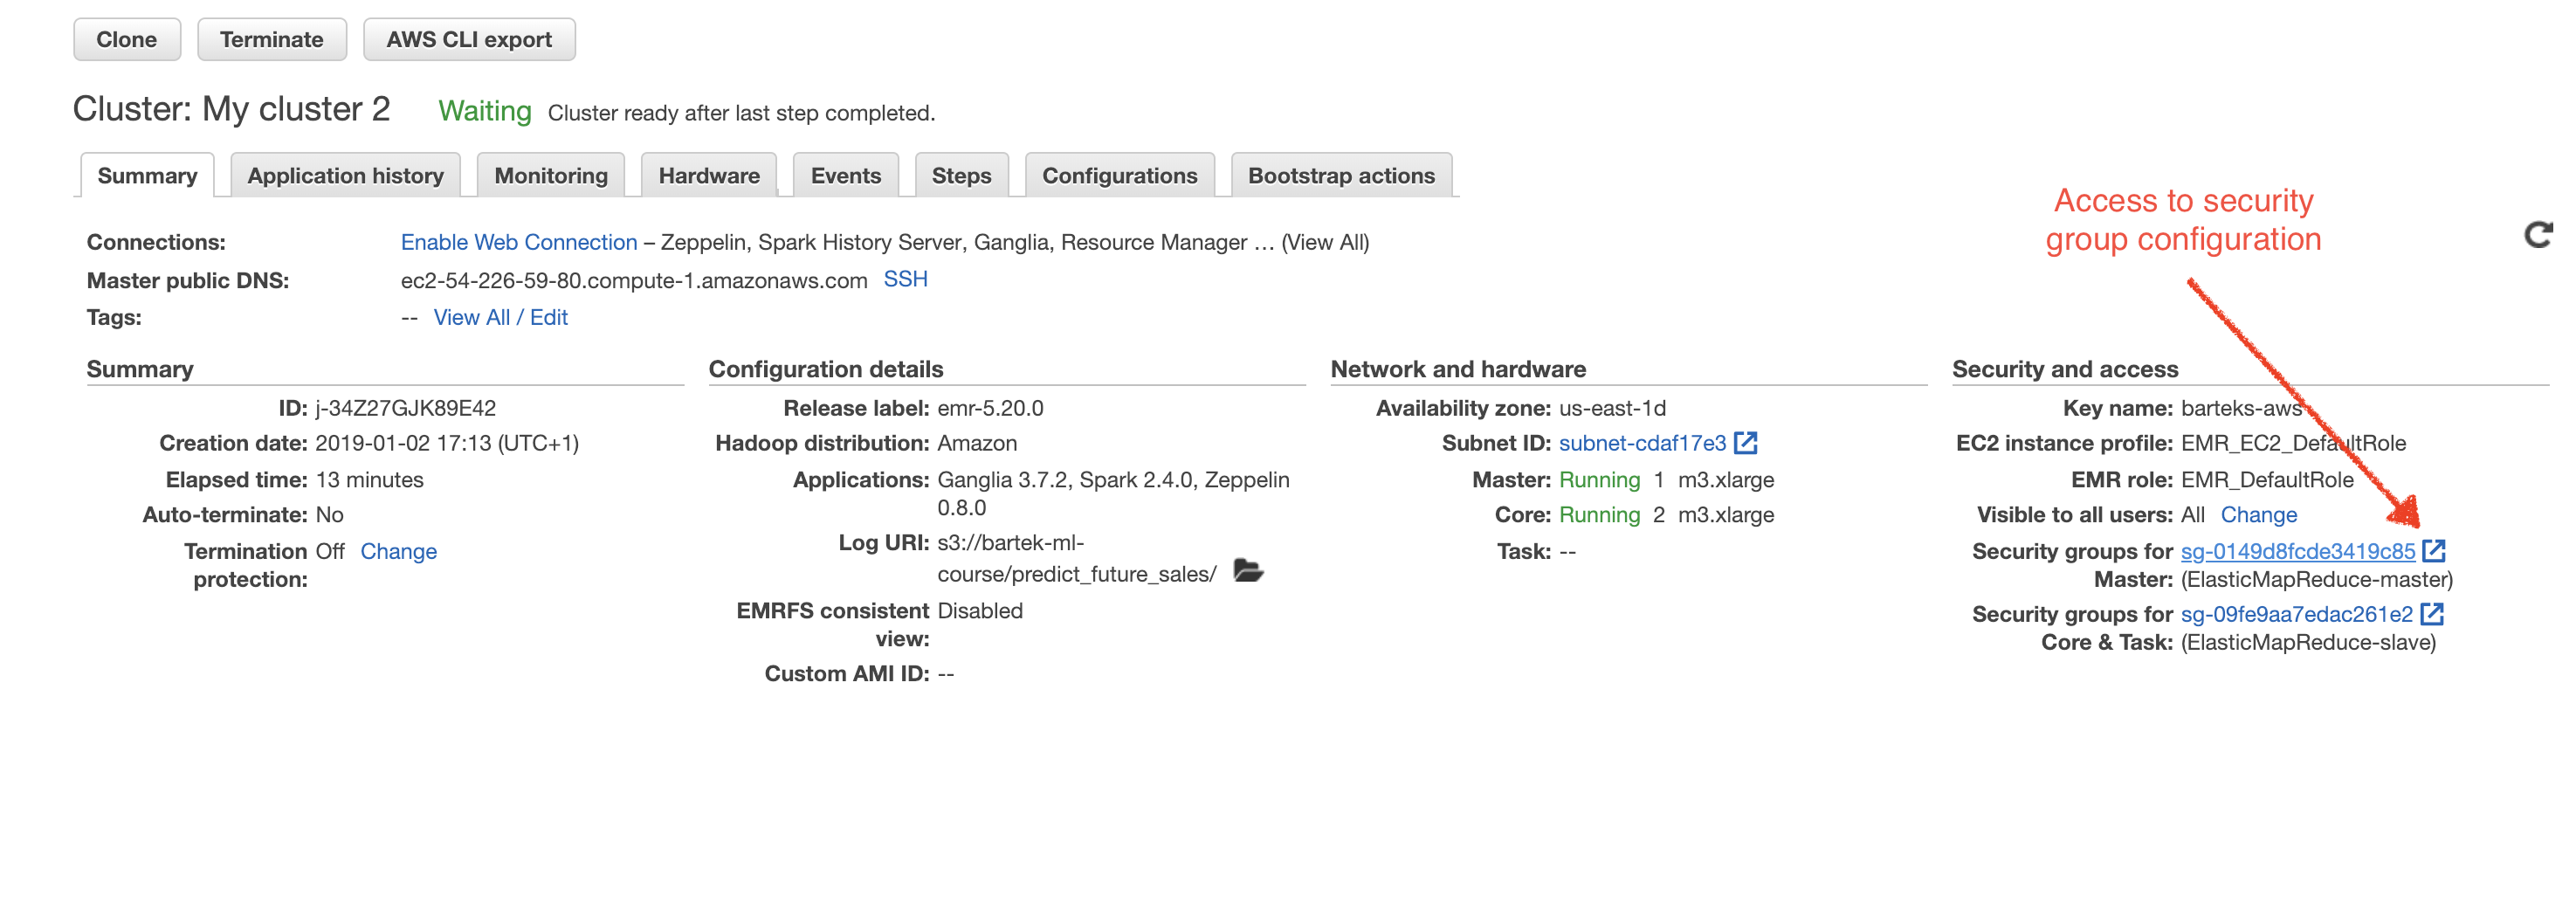 Clone Terminate AWS CLI export
Cluster: My cluster 2 Waiting Cluster ready after last step completed.
Summary Application history Monitoring Hardware Events Steps Configurations Bootstrap actions
Access to security
group configuration
Connections: Enable Web Connection – Zeppelin, Spark History Server, Ganglia, Resource Manager … (View All)
Master public DNS: ec2-54-226-59-80.compute-1.amazonaws.com SSH
Tags: -- View All / Edit
Summary
ID: j-34Z27GJK89E42
Creation date: 2019-01-02 17:13 (UTC+1)
Elapsed time: 13 minutes
Auto-terminate: No
Termination Off Change
protection:
Configuration details
Release label: emr-5.20.0
Hadoop distribution: Amazon
Applications: Ganglia 3.7.2, Spark 2.4.0, Zeppelin
0.8.0
Log URI: s3://bartek-ml-
course/predict_future_sales/
EMRFS consistent Disabled
view:
Custom AMI ID: --
Network and hardware
Availability zone: us-east-1d
Subnet ID: subnet-cdaf17e3
Master: Running 1 m3.xlarge
Core: Running 2 m3.xlarge
Task: --
Security and access
Key name: barteks-aws
EC2 instance profile: EMR_EC2_DefaultRole
EMR role: EMR_DefaultRole
Visible to all users: All Change
Security groups for sg-0149d8fcde3419c85
Master: (ElasticMapReduce-master)
Security groups for sg-09fe9aa7edac261e2
Core & Task: (ElasticMapReduce-slave)